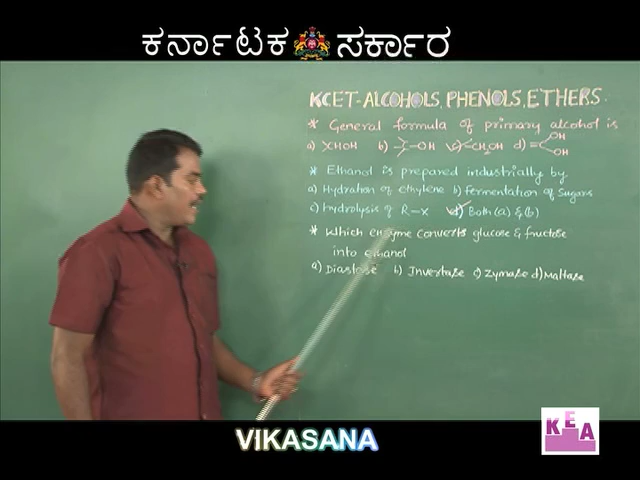 ಕರ್ನಾಟಕ ಸರ್ಕಾರ
KCET-ALCOHOLS, PHENOLS, ETHERS.
* General formula of primary alcohol is
a) >CHOH b) -OH c) -CH2OH d) =C OH OH
* Ethanol is prepared industrially by
a) Hydration of ethylene b) Fermentation of Sugars
c) Hydrolysis of R-X d) Both (a) & (b)
* Which enzyme converts glucose & fructose
into ethanol
a) Diastase b) Invertase c) Zymase d) Maltase
VIKASANA
KEA